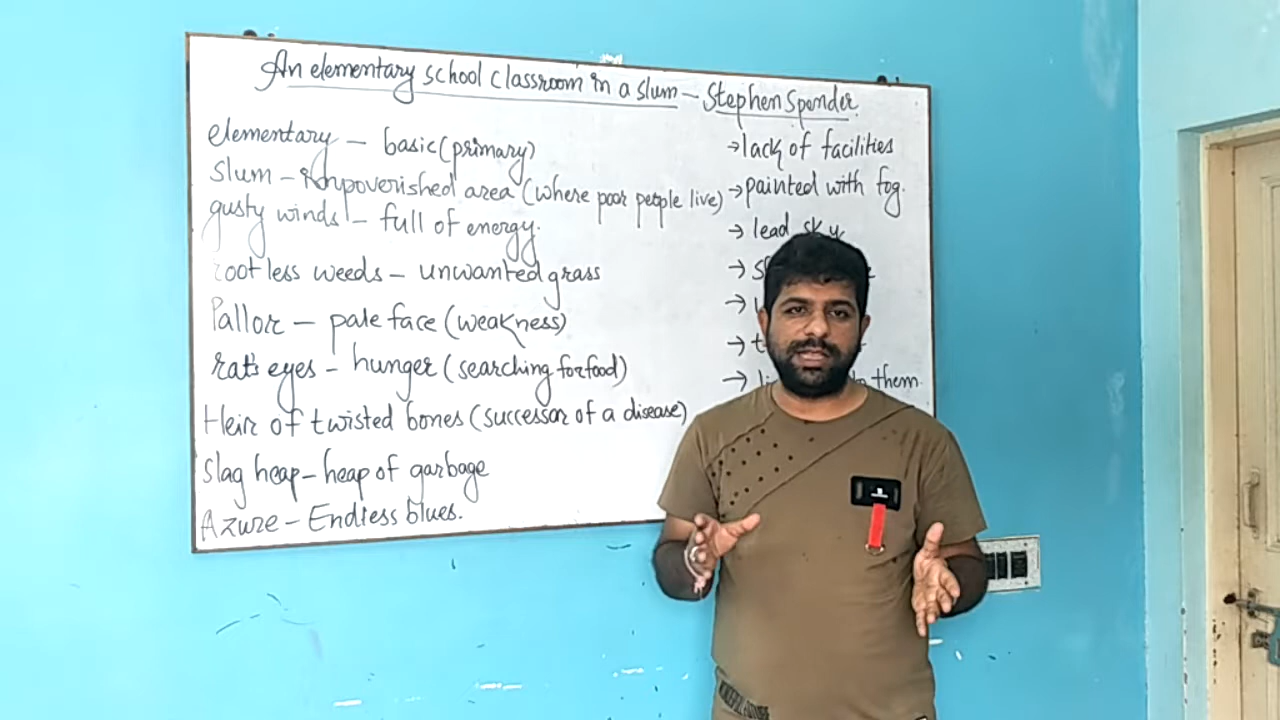 An elementary school classroom in a slum – Stephen Spender
elementary – basic (primary)
Slum – Impoverished area (where poor people live)
gusty winds – full of energy.
rootless weeds – unwanted grass
Pallor – pale face (weakness)
rat's eyes – hunger (searching for food)
Heir of twisted bones (successor of a disease)
Slag heap – heap of garbage
Azure – Endless blues.
→ lack of facilities
→ painted with fog.
→ lead sky
→
→
→
→ them